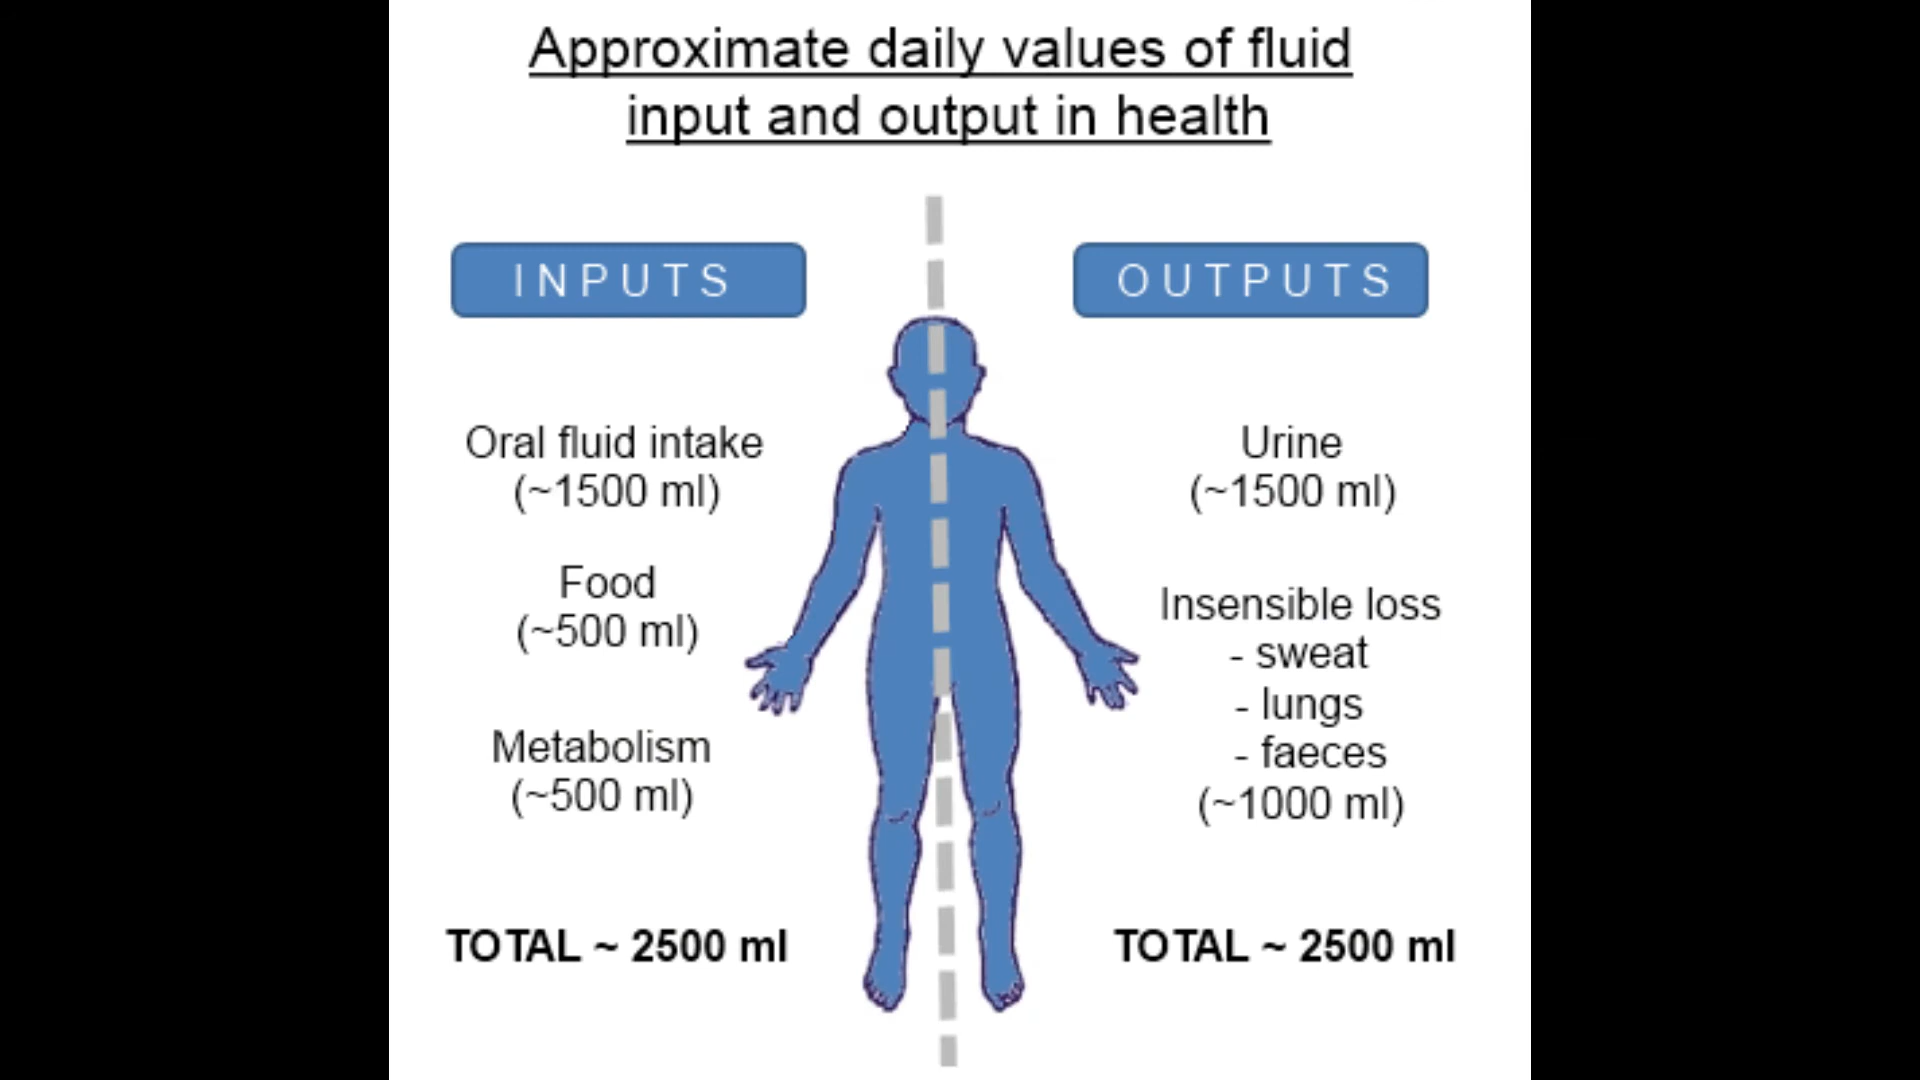 Approximate daily values of fluid
input and output in health
INPUTS
Oral fluid intake
(~1500 ml)
Food
(~500 ml)
Metabolism
(~500 ml)
TOTAL ~ 2500 ml
OUTPUTS
Urine
(~1500 ml)
Insensible loss
- sweat
- lungs
- faeces
(~1000 ml)
TOTAL ~ 2500 ml